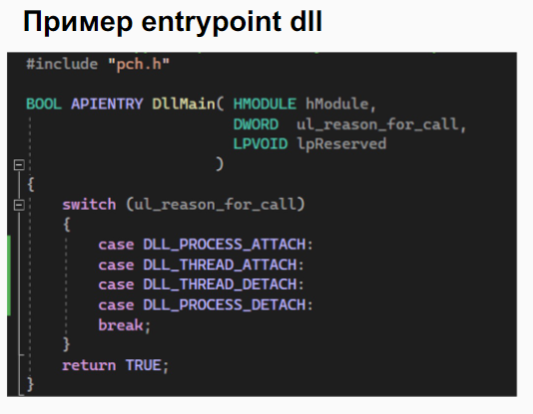 Пример entrypoint dll
#include "pch.h"
BOOL APIENTRY DllMain( HMODULE hModule,
DWORD ul_reason_for_call,
LPVOID lpReserved
)
{
switch (ul_reason_for_call)
{
case DLL_PROCESS_ATTACH:
case DLL_THREAD_ATTACH:
case DLL_THREAD_DETACH:
case DLL_PROCESS_DETACH:
break;
}
return TRUE;
}